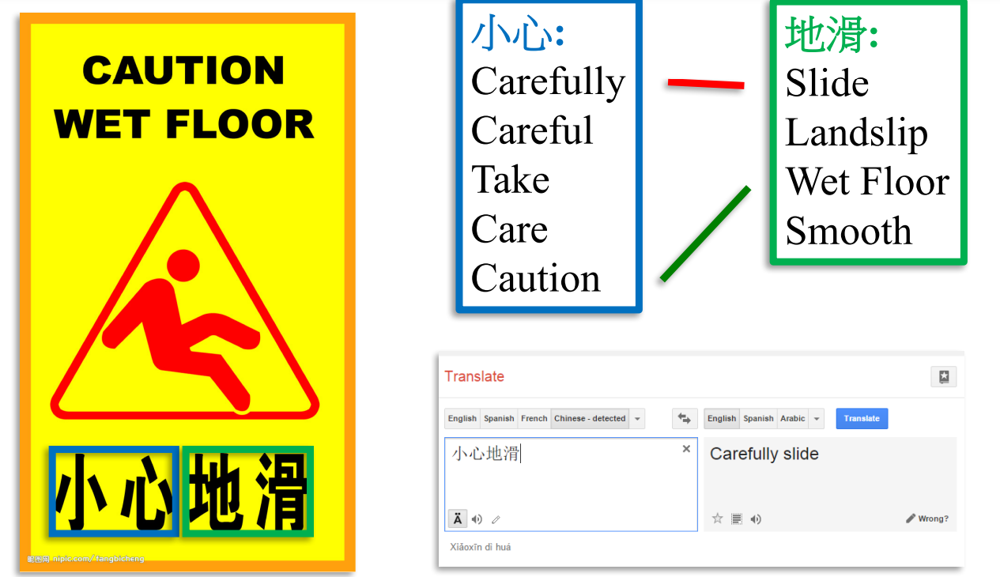 CAUTION
WET FLOOR
小心地滑
昵图网 nipic.com/tangbicheng
小心:
Carefully
Careful
Take
Care
Caution
地滑:
Slide
Landslip
Wet Floor
Smooth
Translate
English Spanish French Chinese - detected
English Spanish Arabic Translate
小心地滑
Carefully slide
Ä
Wrong?
Xiǎoxīn di huá